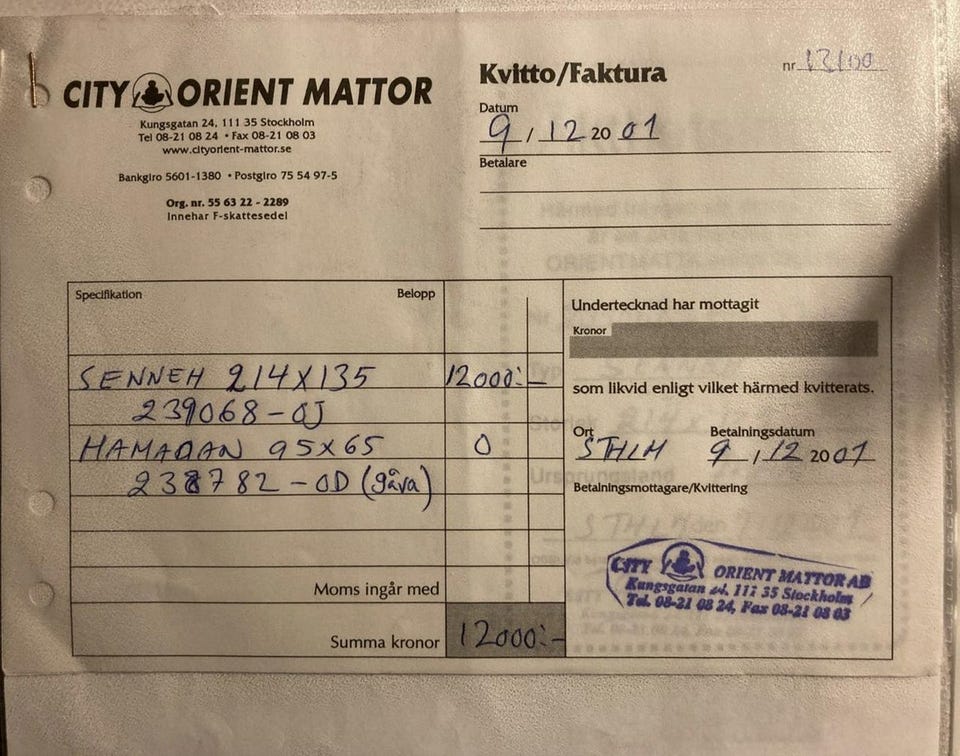 CITY ORIENT MATTOR
Kungsgatan 24, 111 35 Stockholm
Tel 08-21 08 24 • Fax 08-21 08 03
www.cityorient-mattor.se
Bankgiro 5601-1380 • Postgiro 75 54 97-5
Org. nr. 55 63 22 - 2289
Innehar F-skattesedel
Kvitto/Faktura
nr
Datum
9 / 12 20 01
Betalare
Specifikation Belopp
SENNEH 214X135 12000:-
239068-OJ
HAMADAN 95X65 0
238782-OD (gåva)
Moms ingår med
Summa kronor 12000:-
Undertecknad har mottagit
Kronor
som likvid enligt vilket härmed kvitterats.
Ort Betalningsdatum
STHLM 9 / 12 20 01
Betalningsmottagare/Kvittering
CITY ORIENT MATTOR AB
Kungsgatan 24, 111 35 Stockholm
Tel. 08-21 08 24, Fax 08-21 08 03